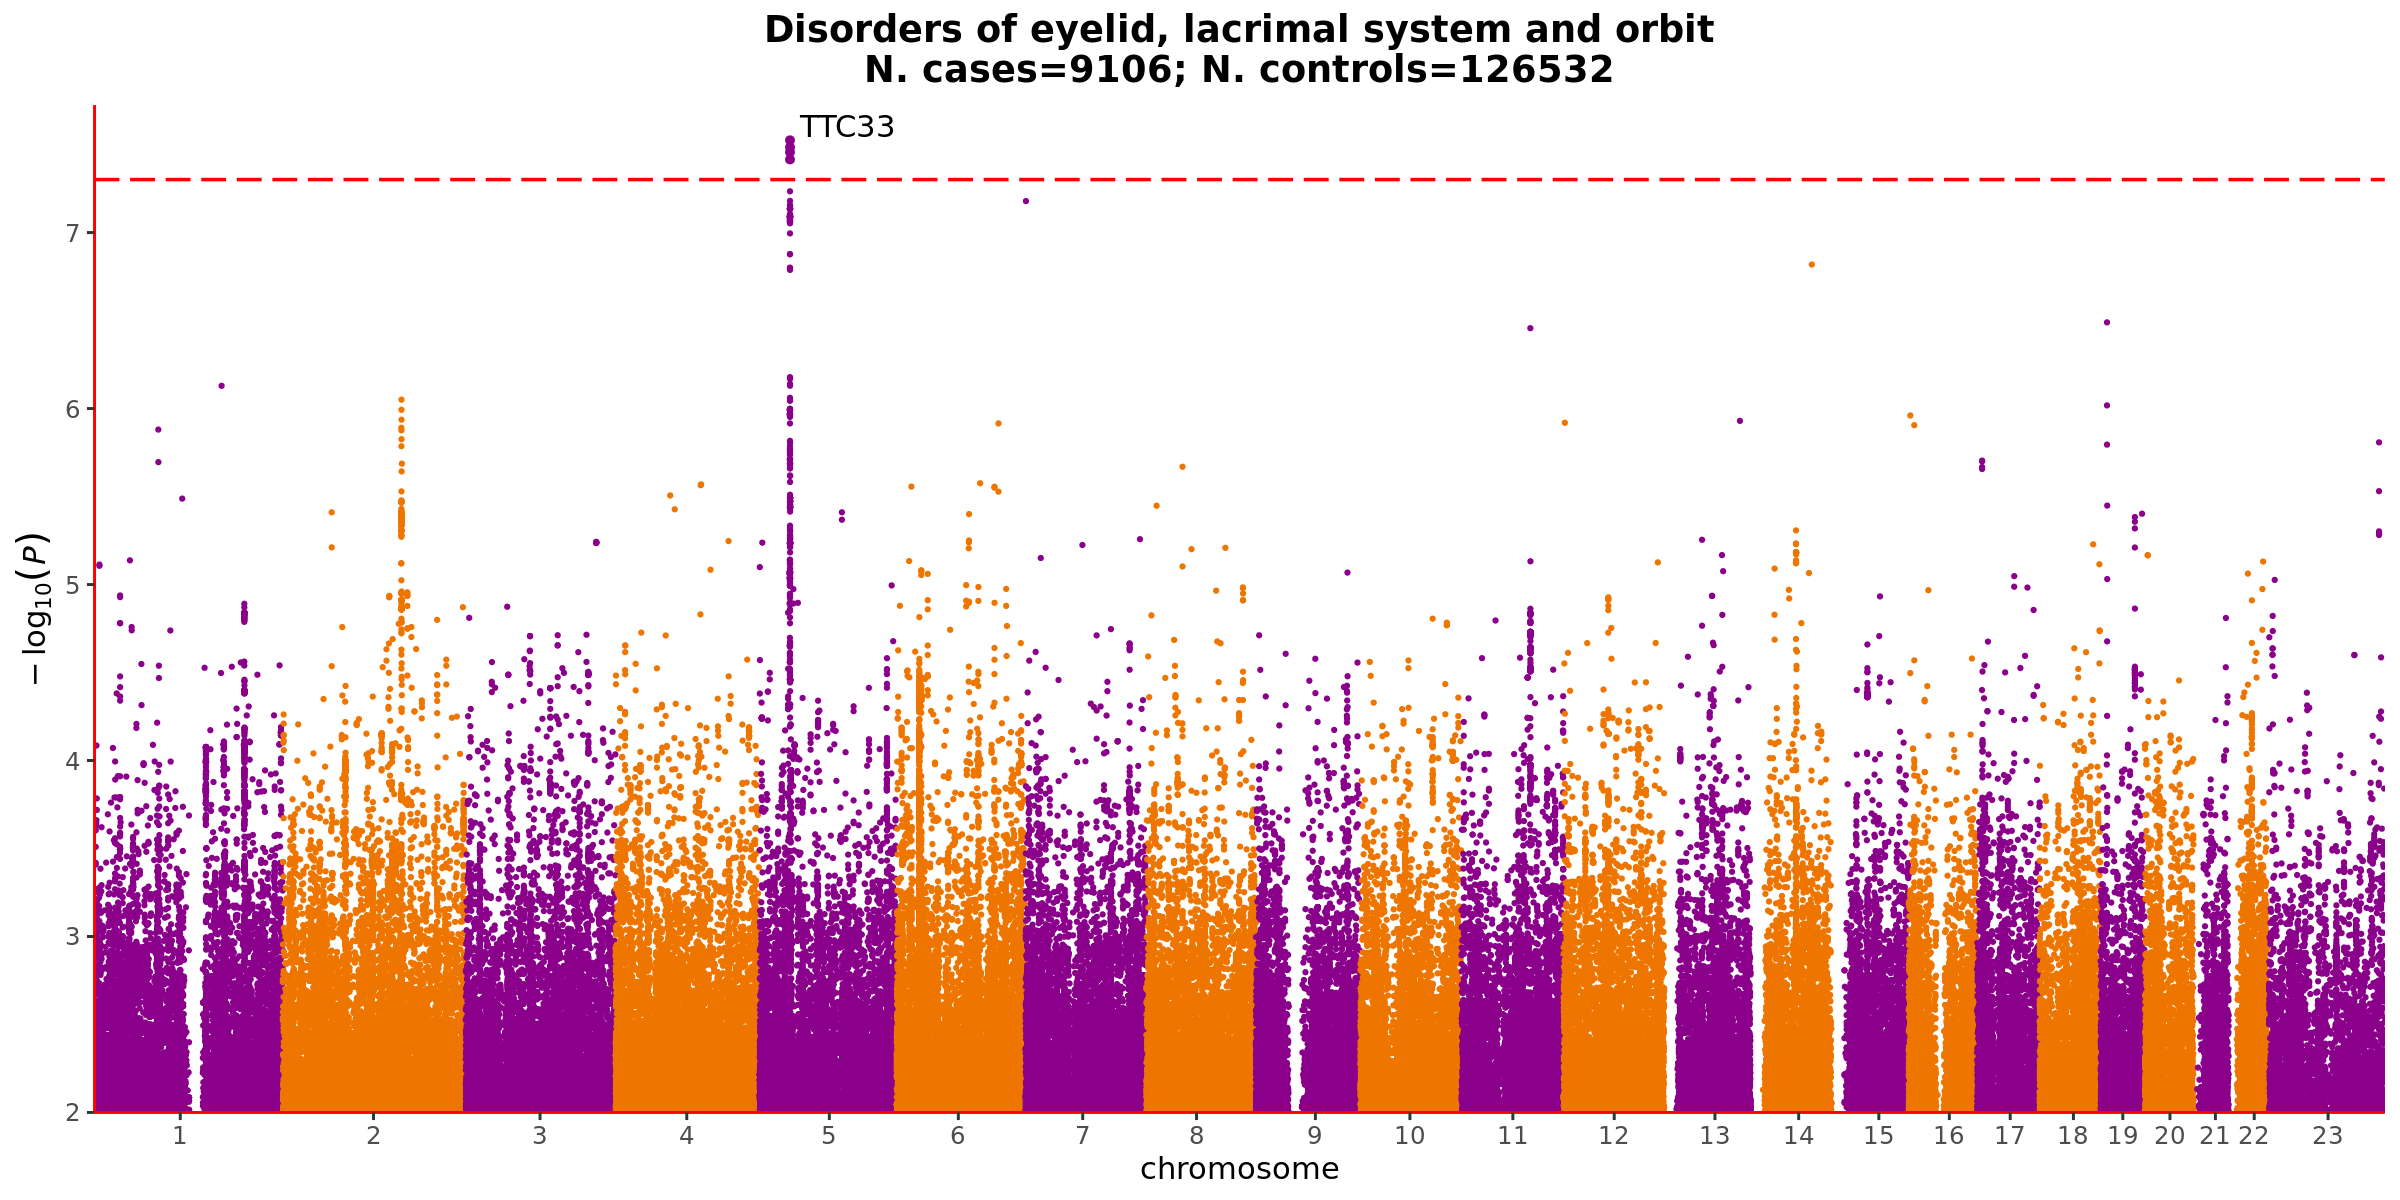 Disorders of eyelid, lacrimal system and orbit
N. cases=9106; N. controls=126532
TTC33
7
6
5
4
3
2
−log₁₀(P)
1 2 3 4 5 6 7 8 9 10 11 12 13 14 15 16 17 18 19 20 21 22 23
chromosome